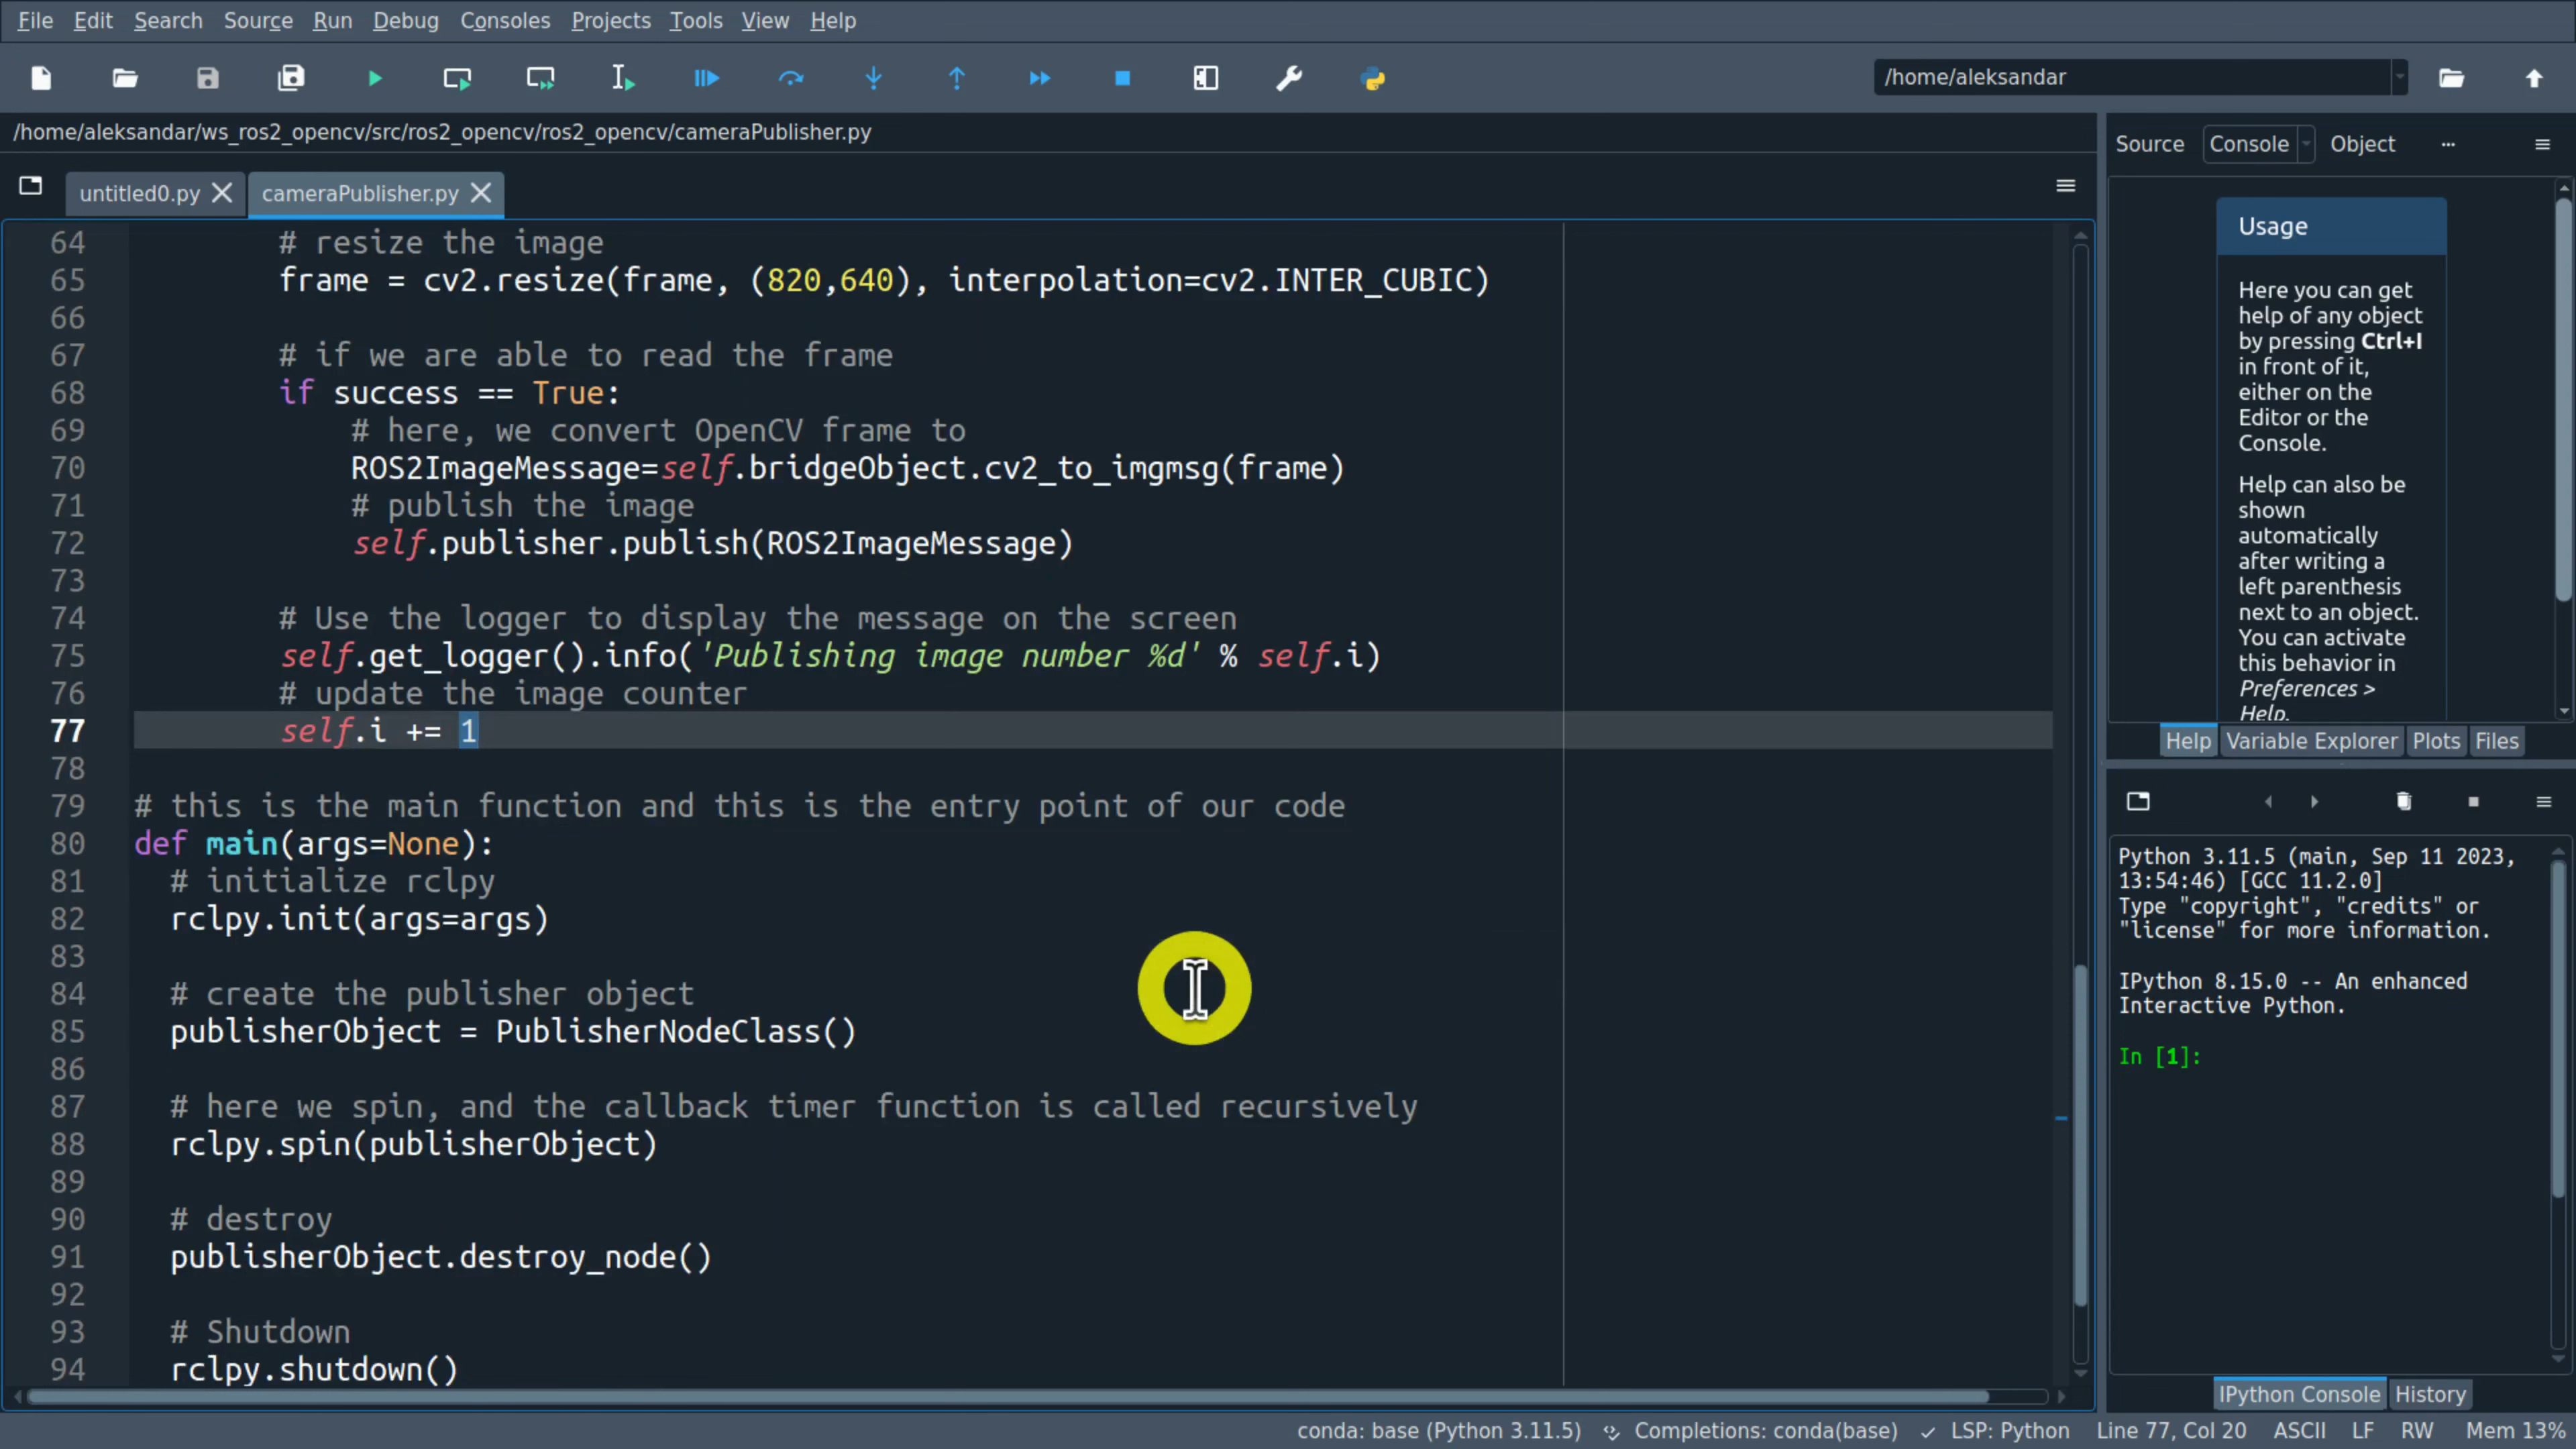 File Edit Search Source Run Debug Consoles Projects Tools View Help
/home/aleksandar
/home/aleksandar/ws_ros2_opencv/src/ros2_opencv/ros2_opencv/cameraPublisher.py
untitled0.py cameraPublisher.py
64 # resize the image
65 frame = cv2.resize(frame, (820,640), interpolation=cv2.INTER_CUBIC)
66
67 # if we are able to read the frame
68 if success == True:
69 # here, we convert OpenCV frame to
70 ROS2ImageMessage=self.bridgeObject.cv2_to_imgmsg(frame)
71 # publish the image
72 self.publisher.publish(ROS2ImageMessage)
73
74 # Use the logger to display the message on the screen
75 self.get_logger().info('Publishing image number %d' % self.i)
76 # update the image counter
77 self.i += 1
78
79 # this is the main function and this is the entry point of our code
80 def main(args=None):
81 # initialize rclpy
82 rclpy.init(args=args)
83
84 # create the publisher object
85 publisherObject = PublisherNodeClass()
86
87 # here we spin, and the callback timer function is called recursively
88 rclpy.spin(publisherObject)
89
90 # destroy
91 publisherObject.destroy_node()
92
93 # Shutdown
94 rclpy.shutdown()
Source Console Object ...
Usage
Here you can get
help of any object
by pressing Ctrl+I
in front of it,
either on the
Editor or the
Console.
Help can also be
shown
automatically
after writing a
left parenthesis
next to an object.
You can activate
this behavior in
Preferences >
Help.
Help Variable Explorer Plots Files
Python 3.11.5 (main, Sep 11 2023,
13:54:46) [GCC 11.2.0]
Type "copyright", "credits" or
"license" for more information.
IPython 8.15.0 -- An enhanced
Interactive Python.
In [1]:
IPython Console History
conda: base (Python 3.11.5) Completions: conda(base) ✓ LSP: Python Line 77, Col 20 ASCII LF RW Mem 13%